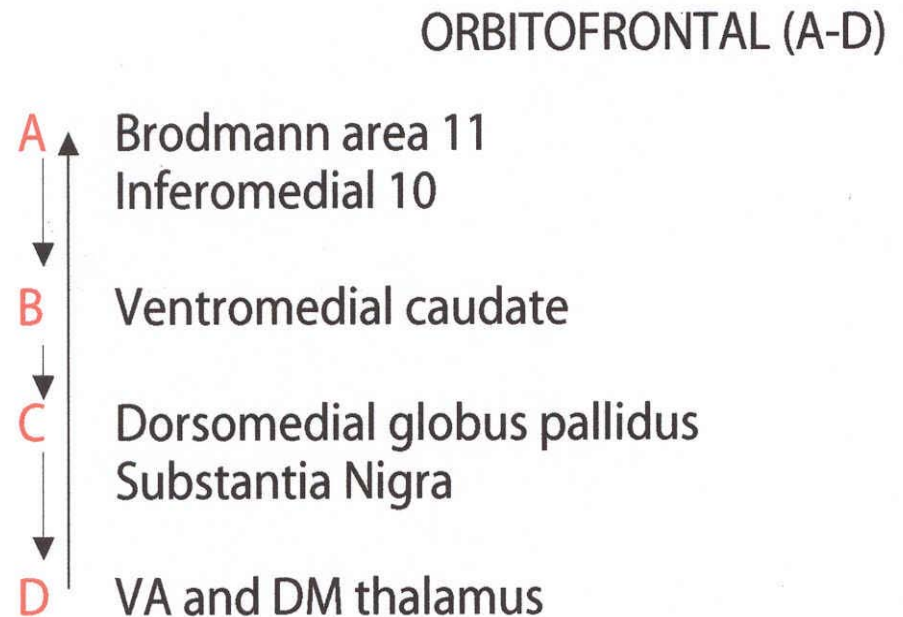 ORBITOFRONTAL (A-D)
A Brodmann area 11
Inferomedial 10
B Ventromedial caudate
C Dorsomedial globus pallidus
Substantia Nigra
D VA and DM thalamus